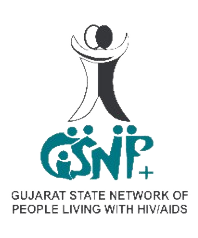 GSNP+
GUJARAT STATE NETWORK OF
PEOPLE LIVING WITH HIV/AIDS